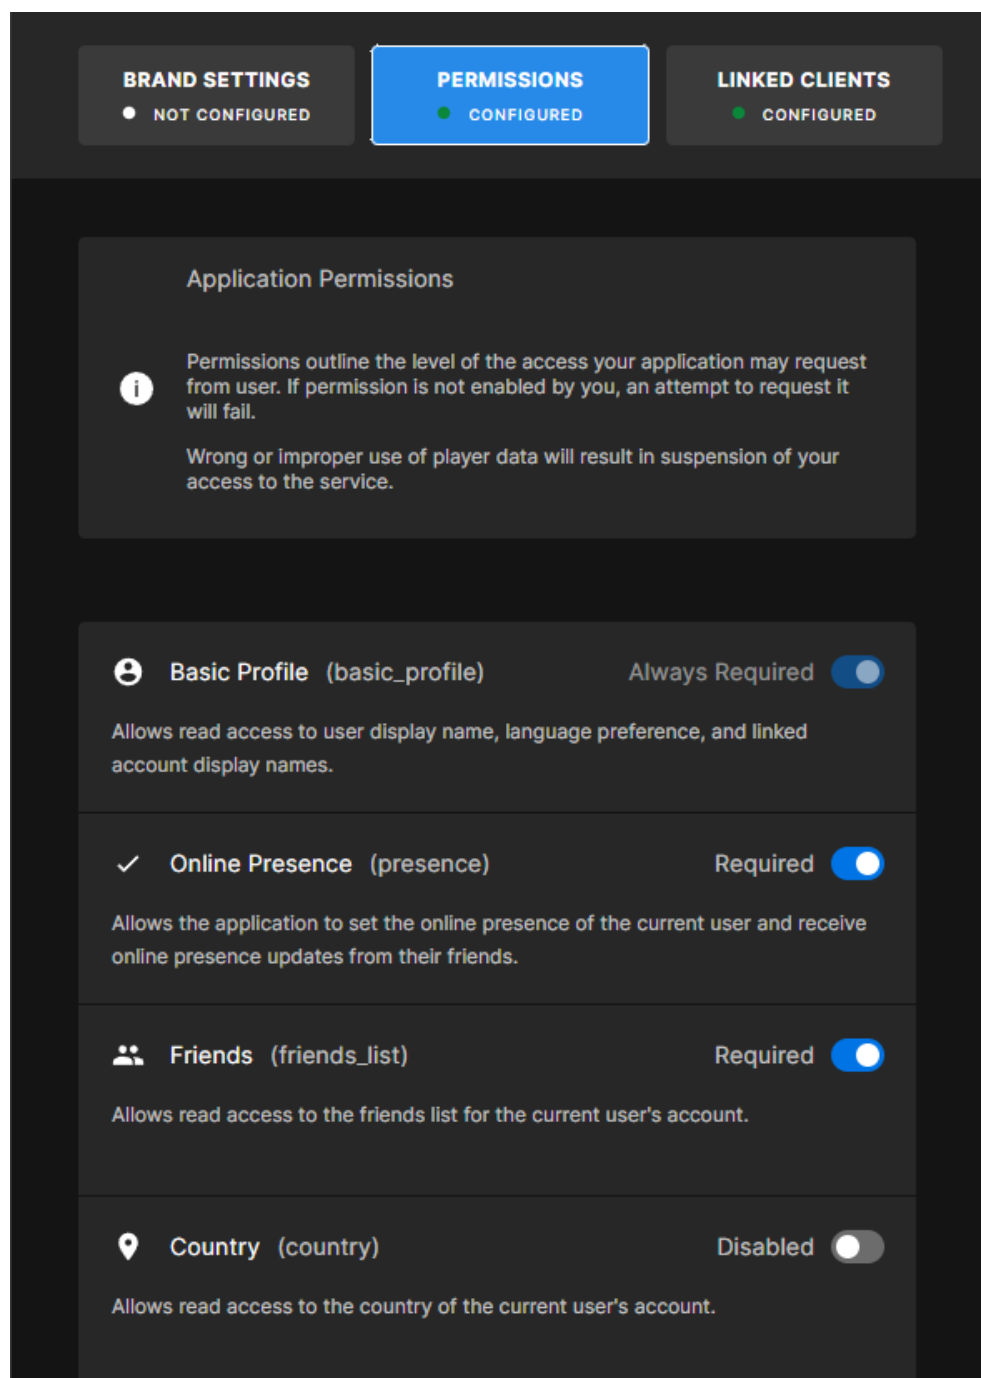 BRAND SETTINGS
NOT CONFIGURED
PERMISSIONS
CONFIGURED
LINKED CLIENTS
CONFIGURED
Application Permissions
Permissions outline the level of the access your application may request
from user. If permission is not enabled by you, an attempt to request it
will fail.
Wrong or improper use of player data will result in suspension of your
access to the service.
Basic Profile (basic_profile) Always Required
Allows read access to user display name, language preference, and linked
account display names.
Online Presence (presence) Required
Allows the application to set the online presence of the current user and receive
online presence updates from their friends.
Friends (friends_list) Required
Allows read access to the friends list for the current user's account.
Country (country) Disabled
Allows read access to the country of the current user's account.